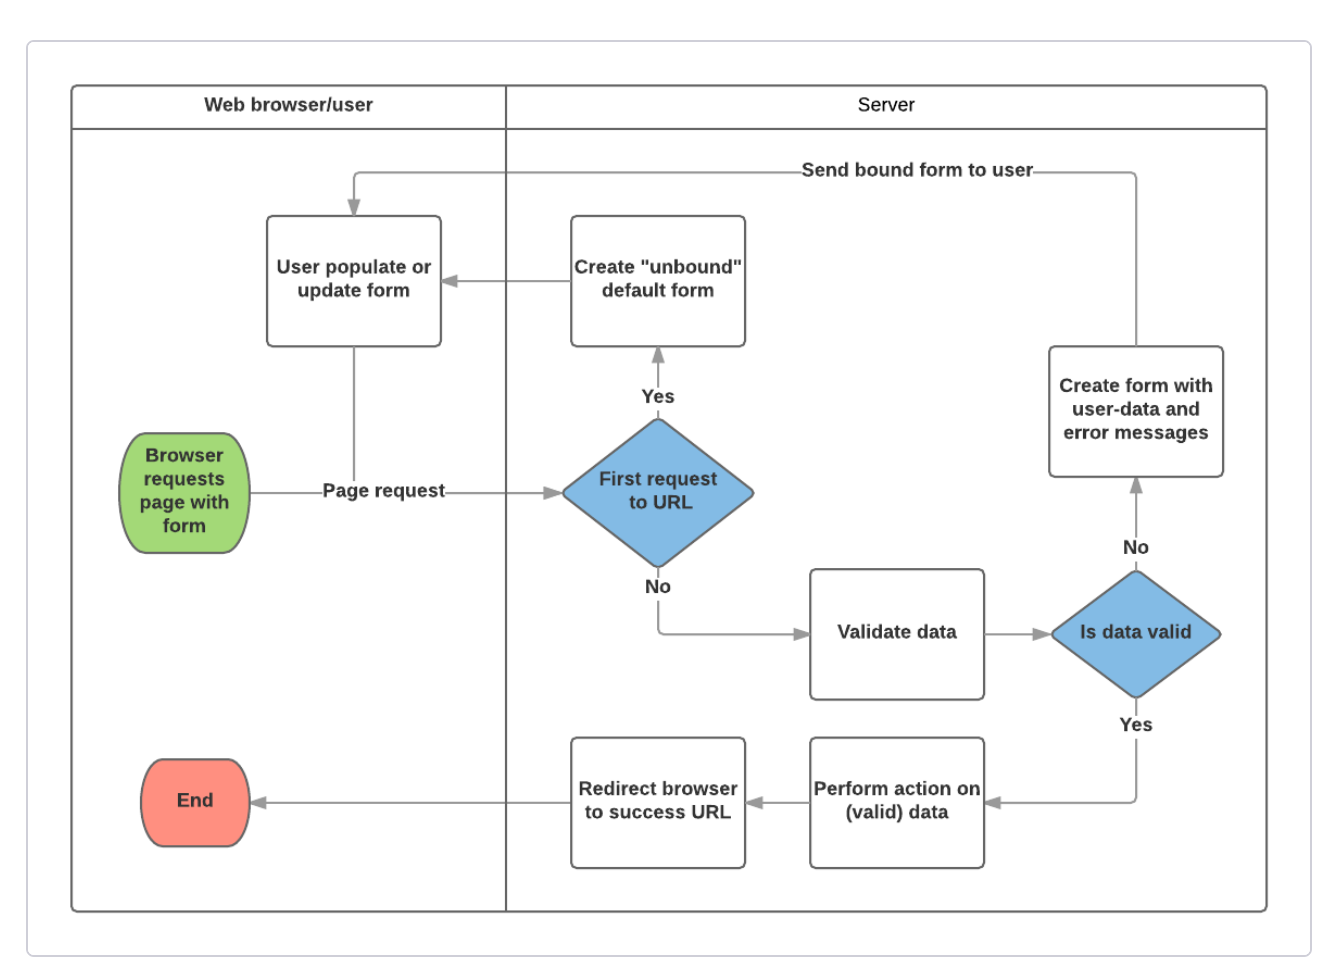 Web browser/user
Server
Send bound form to user
User populate or
update form
Create "unbound"
default form
Yes
Create form with
user-data and
error messages
Browser
requests
page with
form
Page request
First request
to URL
No
No
Validate data
Is data valid
Yes
End
Redirect browser
to success URL
Perform action on
(valid) data